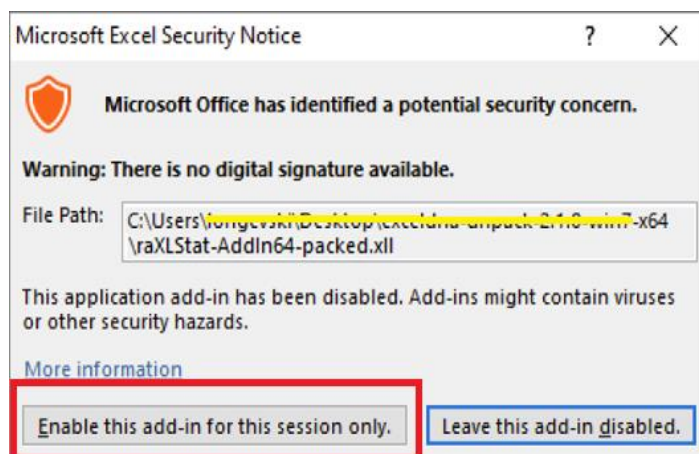 Microsoft Excel Security Notice ? X
Microsoft Office has identified a potential security concern.
Warning: There is no digital signature available.
File Path: C:\Users\ -x64
\raXLStat-AddIn64-packed.xll
This application add-in has been disabled. Add-ins might contain viruses
or other security hazards.
More information
Enable this add-in for this session only. Leave this add-in disabled.